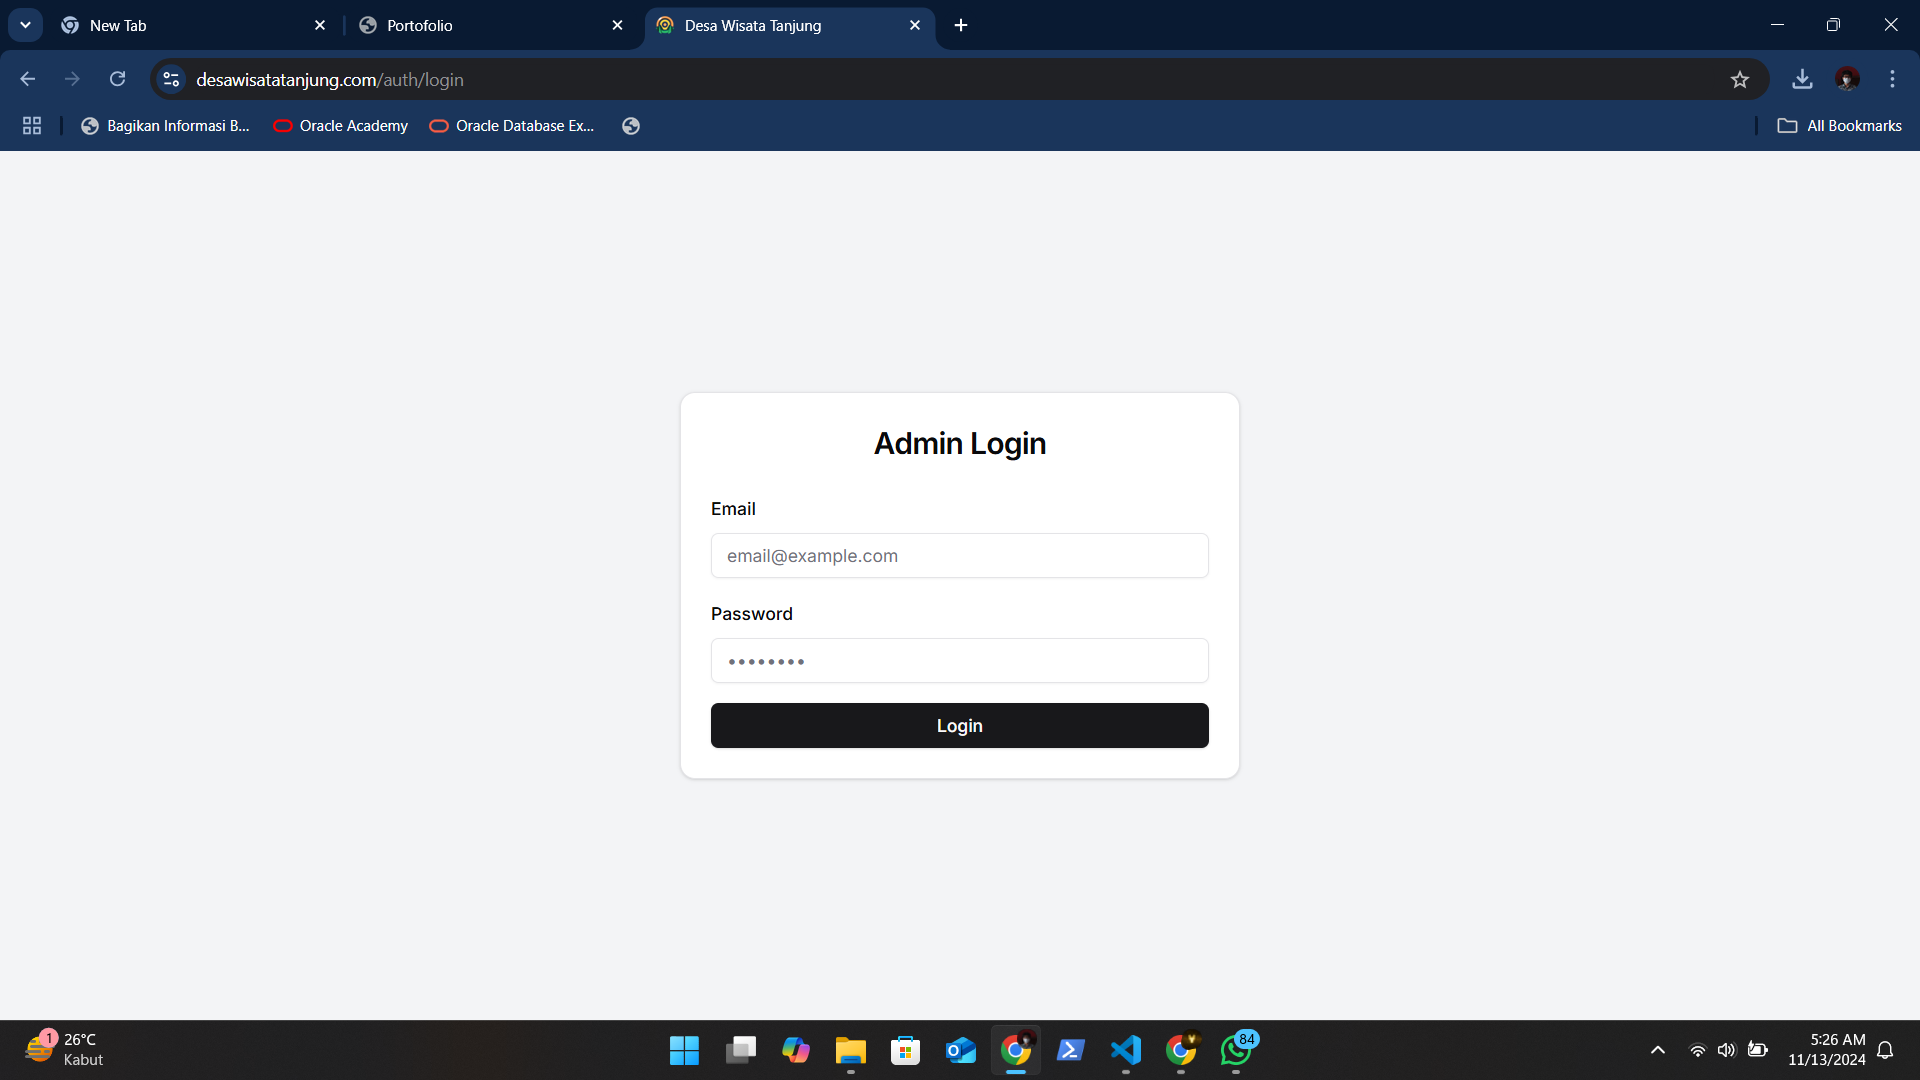 New Tab
Portofolio
Desa Wisata Tanjung
desawisatatanjung.com/auth/login
Bagikan Informasi B...
Oracle Academy
Oracle Database Ex...
All Bookmarks
Admin Login
Email
email@example.com
Password
••••••••
Login
1
26°C
Kabut
84
5:26 AM
11/13/2024